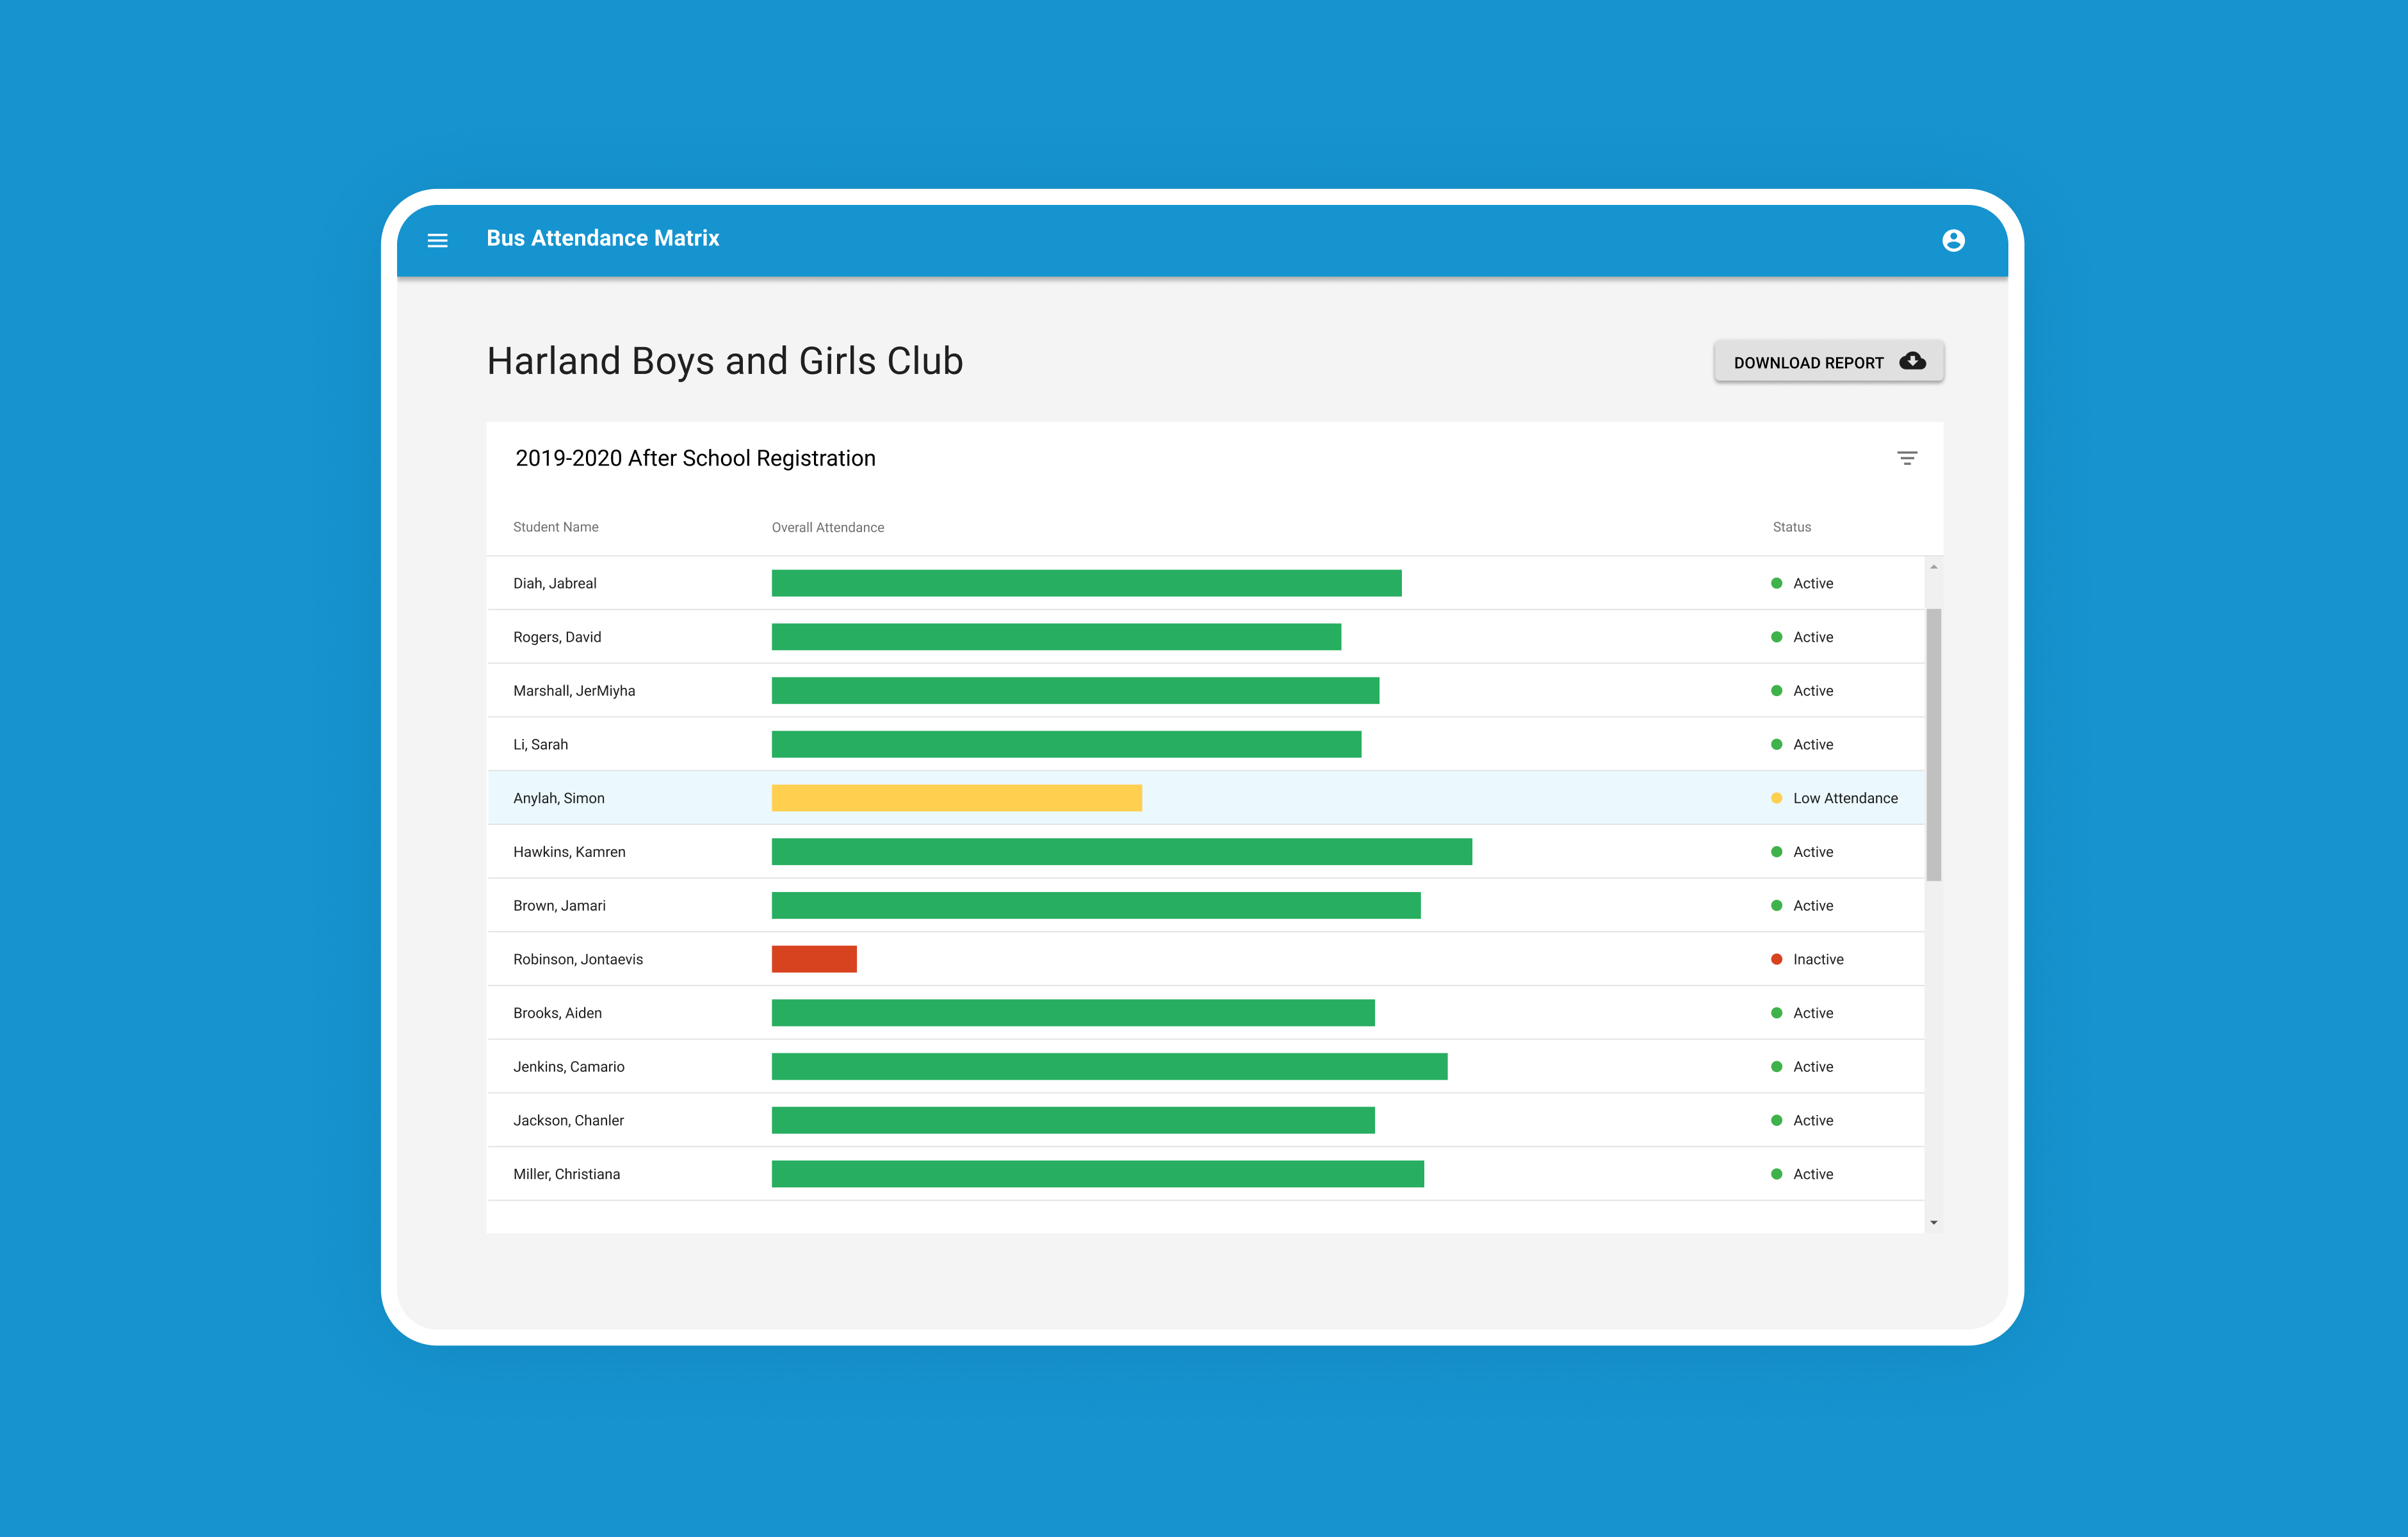 Bus Attendance Matrix
Harland Boys and Girls Club
DOWNLOAD REPORT
2019-2020 After School Registration
Student Name Overall Attendance Status
Diah, Jabreal Active
Rogers, David Active
Marshall, JerMiyha Active
Li, Sarah Active
Anylah, Simon Low Attendance
Hawkins, Kamren Active
Brown, Jamari Active
Robinson, Jontaevis Inactive
Brooks, Aiden Active
Jenkins, Camario Active
Jackson, Chanler Active
Miller, Christiana Active